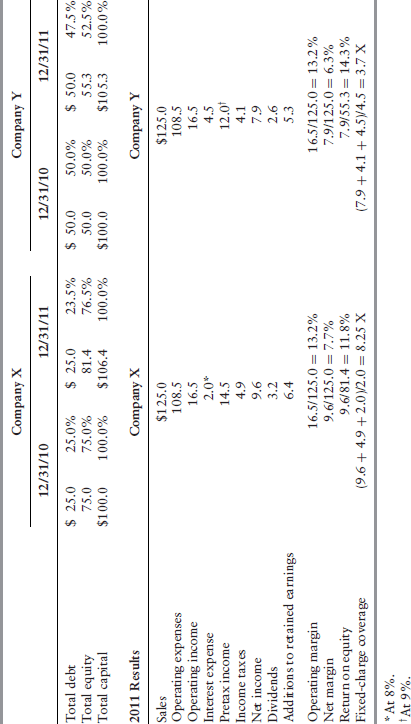 Company X Company Y
12/31/10 12/31/11 12/31/10 12/31/11
Total debt $ 25.0 25.0% $ 25.0 23.5% $ 50.0 50.0% $ 50.0 47.5%
Total equity 75.0 75.0% 81.4 76.5% 50.0 50.0% 55.3 52.5%
Total capital $100.0 100.0% $106.4 100.0% $100.0 100.0% $105.3 100.0%
2011 Results Company X Company Y
Sales $125.0 $125.0
Operating expenses 108.5 108.5
Operating income 16.5 16.5
Interest expense 2.0* 4.5
Pretax income 14.5 12.0†
Income taxes 4.9 4.1
Net income 9.6 7.9
Dividends 3.2 2.6
Additions to retained earnings 6.4 5.3
Operating margin 16.5/125.0 = 13.2% 16.5/125.0 = 13.2%
Net margin 9.6/125.0 = 7.7% 7.9/125.0 = 6.3%
Return on equity 9.6/81.4 = 11.8% 7.9/55.3 = 14.3%
Fixed-charge coverage (9.6 + 4.9 + 2.0)/2.0 = 8.25 X (7.9 + 4.1 + 4.5)/4.5 = 3.7 X
*At 8%.
†At 9%.